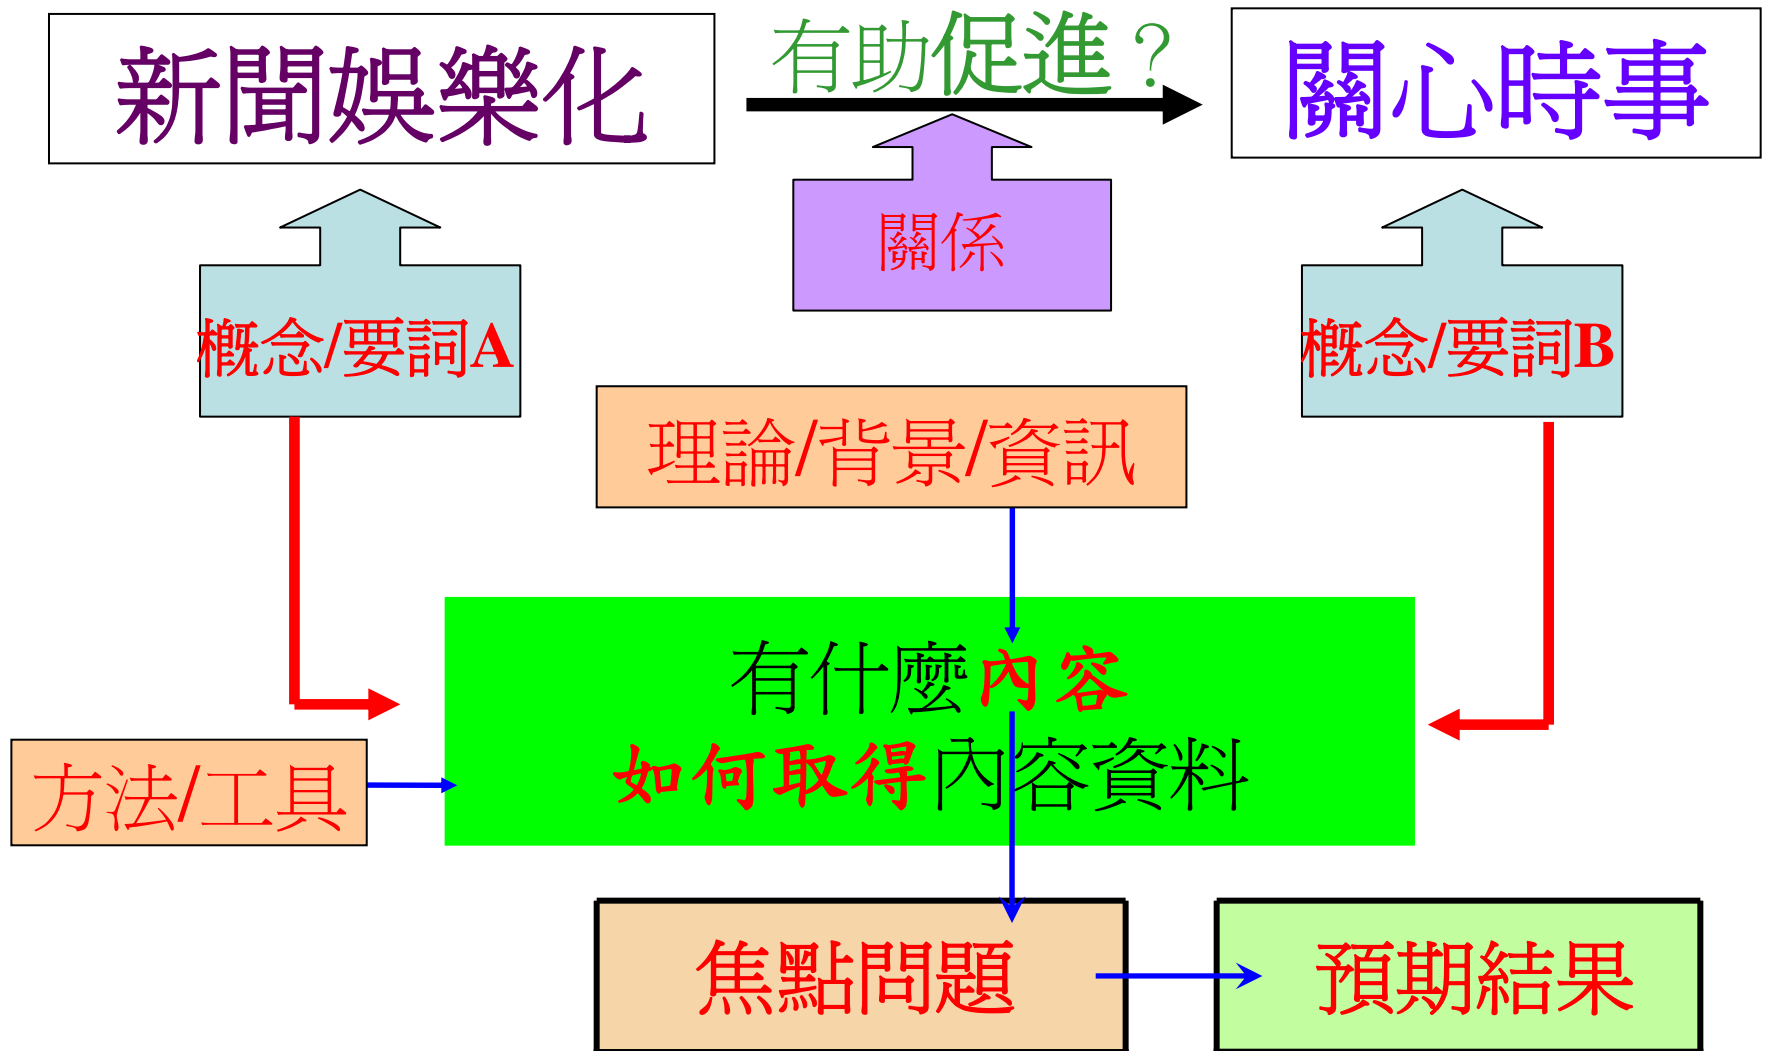 新聞娛樂化
有助促進？
關心時事
關係
概念/要詞A
概念/要詞B
理論/背景/資訊
有什麼內容
如何取得內容資料
方法/工具
焦點問題
預期結果